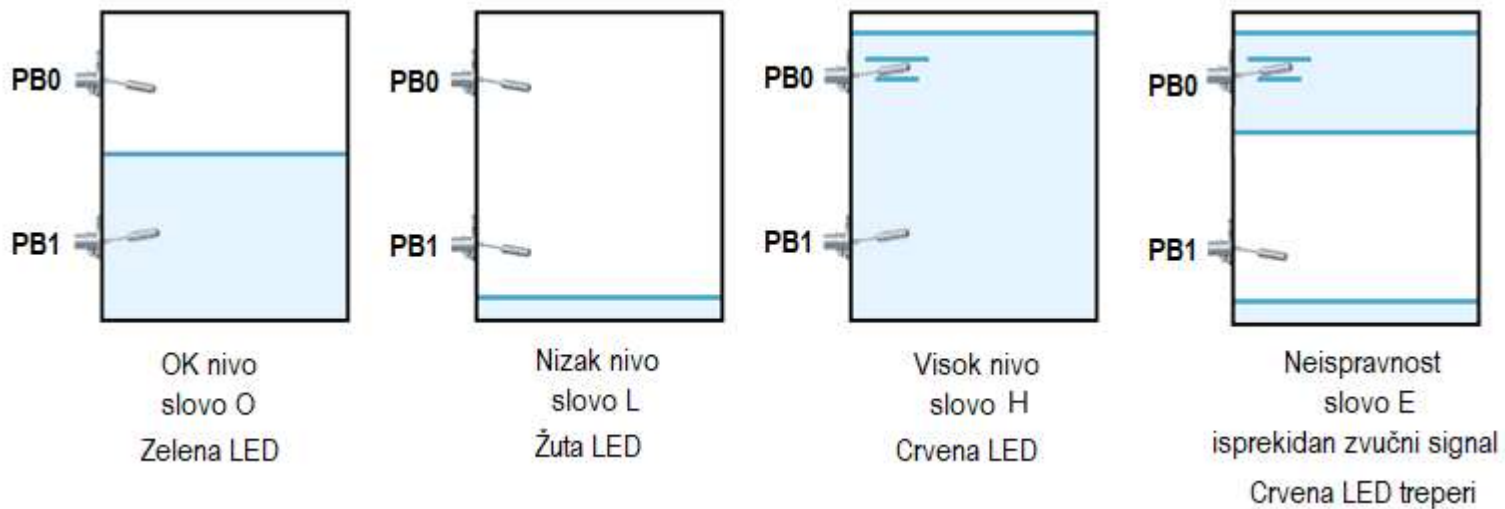 PB0
PB1
OK nivo
slovo O
Zelena LED
PB0
PB1
Nizak nivo
slovo L
Žuta LED
PB0
PB1
Visok nivo
slovo H
Crvena LED
PB0
PB1
Neispravnost
slovo E
isprekidan zvučni signal
Crvena LED treperi